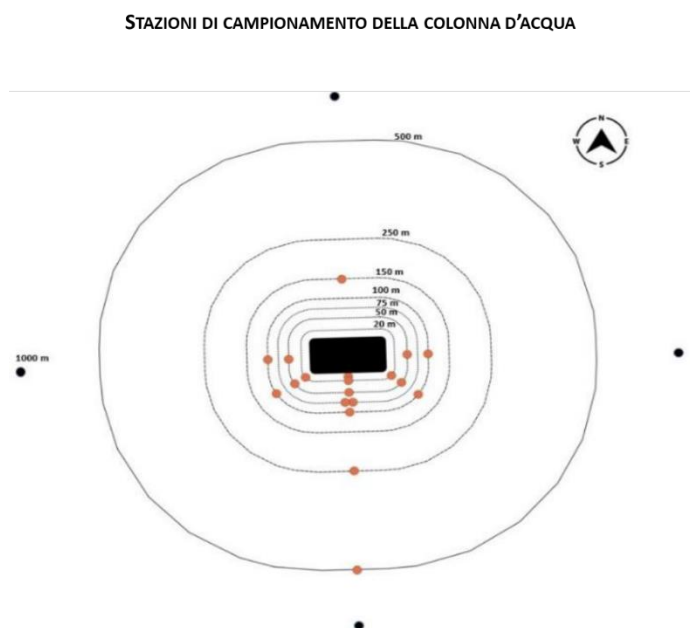 STAZIONI DI CAMPIONAMENTO DELLA COLONNA D'ACQUA
500 m
N
W E
S
250 m
150 m
100 m
75 m
50 m
20 m
1000 m